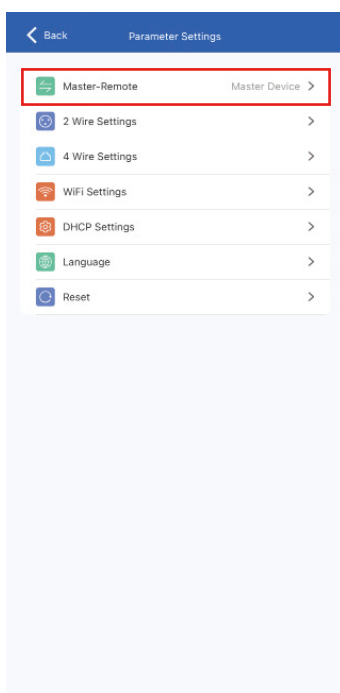 Back Parameter Settings
Master-Remote Master Device
2 Wire Settings
4 Wire Settings
WiFi Settings
DHCP Settings
Language
Reset